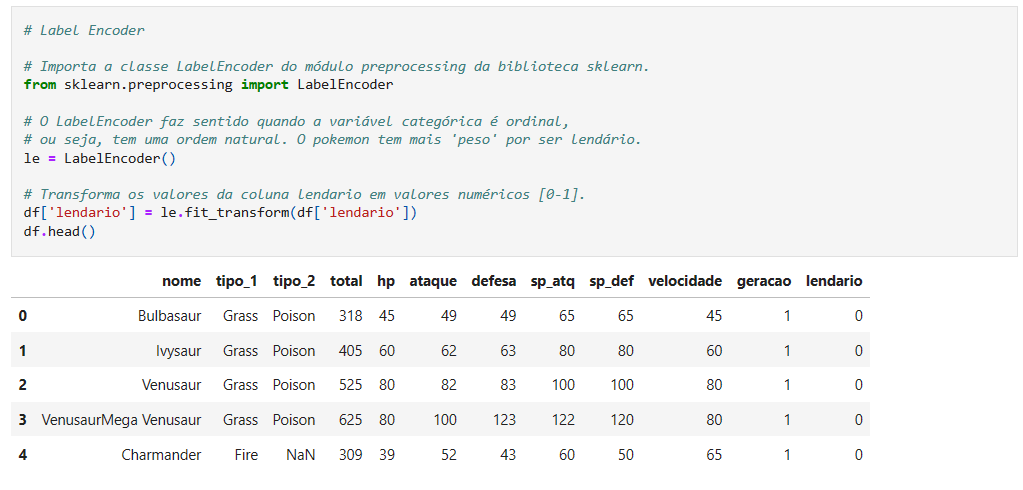 # Label Encoder
# Importa a classe LabelEncoder do módulo preprocessing da biblioteca sklearn.
from sklearn.preprocessing import LabelEncoder
# O LabelEncoder faz sentido quando a variável categórica é ordinal,
# ou seja, tem uma ordem natural. O pokemon tem mais 'peso' por ser lendário.
le = LabelEncoder()
# Transforma os valores da coluna lendario em valores numéricos [0-1].
df['lendario'] = le.fit_transform(df['lendario'])
df.head()
nome tipo_1 tipo_2 total hp ataque defesa sp_atq sp_def velocidade geracao lendario
0 Bulbasaur Grass Poison 318 45 49 49 65 65 45 1 0
1 Ivysaur Grass Poison 405 60 62 63 80 80 60 1 0
2 Venusaur Grass Poison 525 80 82 83 100 100 80 1 0
3 VenusaurMega Venusaur Grass Poison 625 80 100 123 122 120 80 1 0
4 Charmander Fire NaN 309 39 52 43 60 50 65 1 0